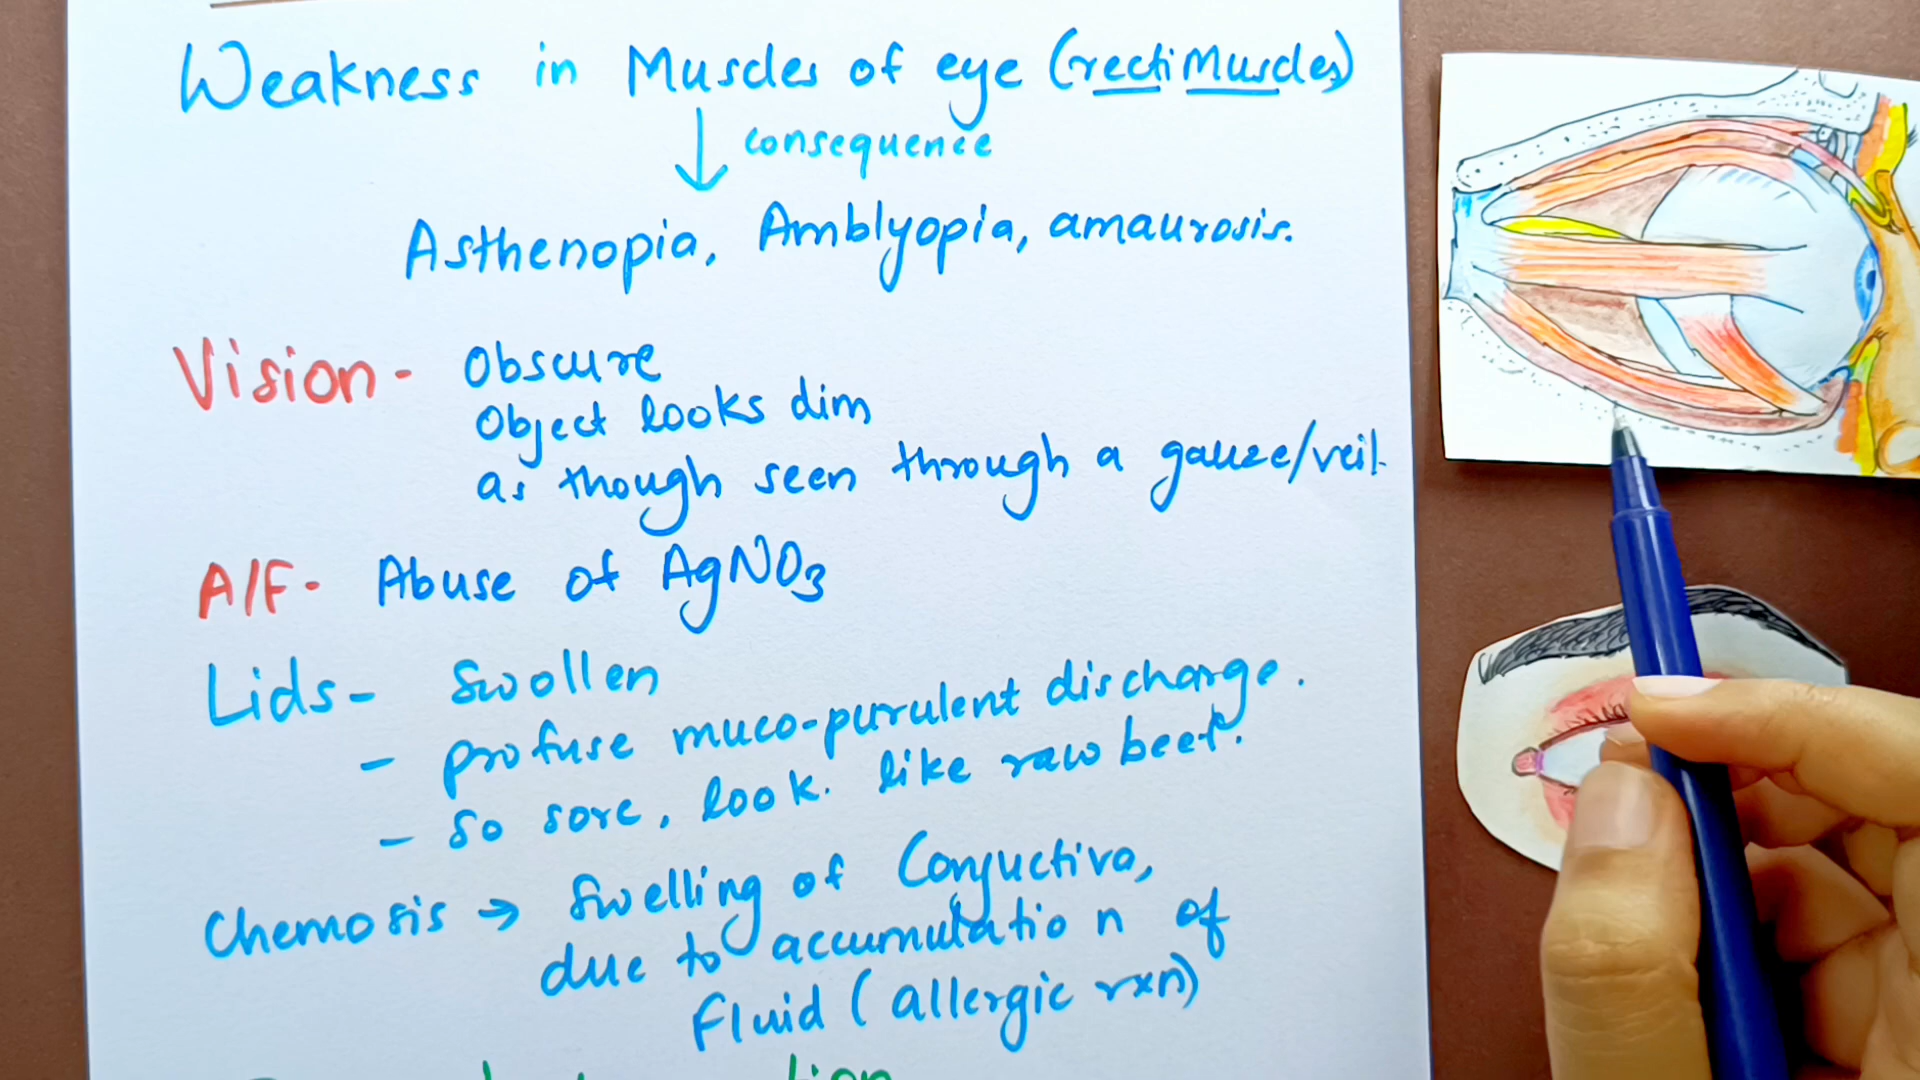 Weakness in Muscles of eye (recti Muscles)
consequence
Asthenopia, Amblyopia, amaurosis.
Vision - Obscure
Object looks dim
as though seen through a gauze/veil.
A/F - Abuse of AgNO3
Lids - Swollen
- profuse muco-purulent discharge.
- so sore, look. like raw beef.
Chemosis → Swelling of Conjuctiva,
due to accumulation of
Fluid (allergic rxn)